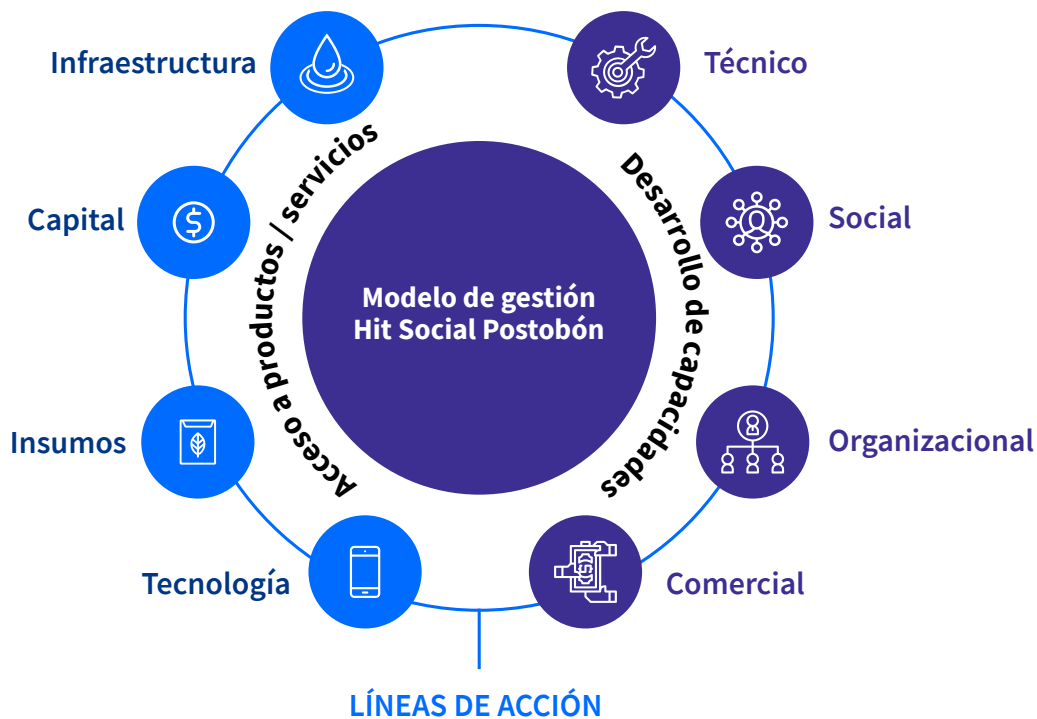 Infraestructura
Técnico
Capital
Social
Acceso a productos / servicios
Modelo de gestión
Hit Social Postobón
Desarrollo de capacidades
Insumos
Organizacional
Tecnología
Comercial
LÍNEAS DE ACCIÓN
$